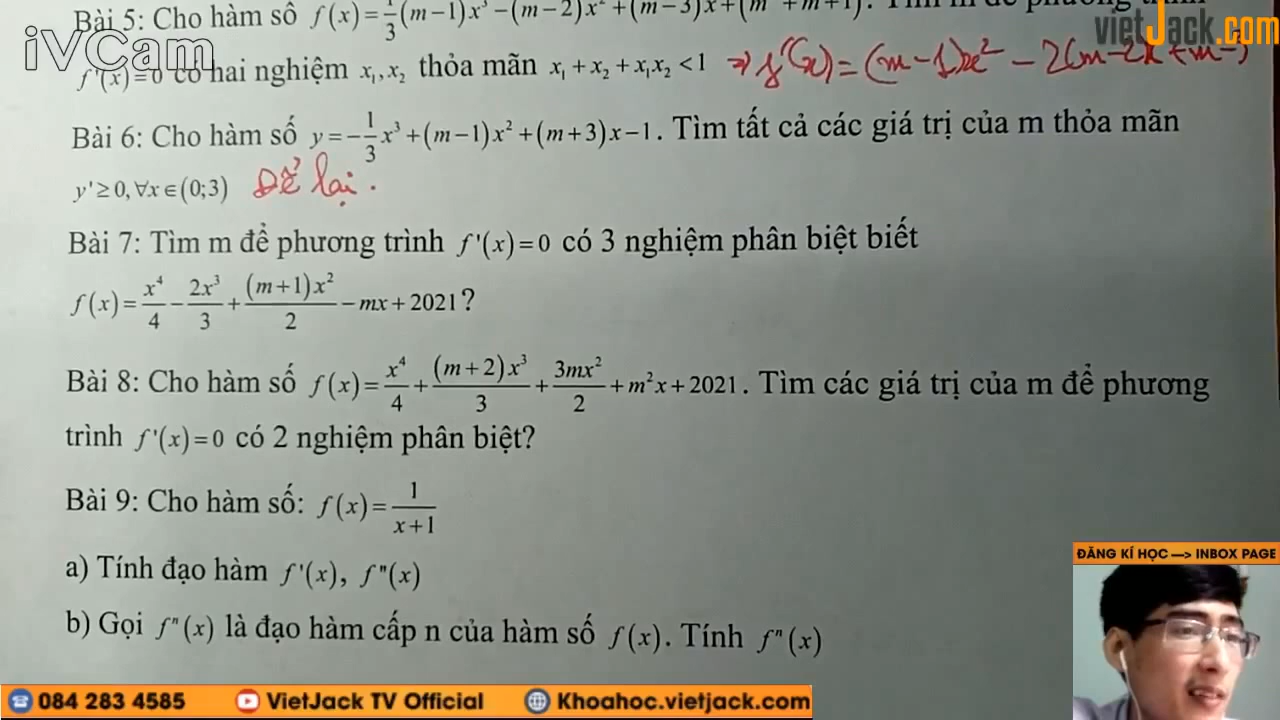 Bài 5: Cho hàm số f(x)=1/3(m−1)x³−(m−2)x²+(m−3)x+(m²+m+1).
vietJack.com
iVCam
f'(x)=0 có hai nghiệm x₁,x₂ thỏa mãn x₁+x₂+x₁x₂<1 ⇒ f'(x)=(m−1)x²−2(m−2)x+m−3
Bài 6: Cho hàm số y=−1/3x³+(m−1)x²+(m+3)x−1. Tìm tất cả các giá trị của m thỏa mãn
y'≥0,∀x∈(0;3) Để lại.
Bài 7: Tìm m để phương trình f'(x)=0 có 3 nghiệm phân biệt biết
f(x)=x⁴/4−2x³/3+(m+1)x²/2−mx+2021?
Bài 8: Cho hàm số f(x)=x⁴/4+(m+2)x³/3+3mx²/2+m²x+2021. Tìm các giá trị của m để phương
trình f'(x)=0 có 2 nghiệm phân biệt?
Bài 9: Cho hàm số: f(x)=1/(x+1)
a) Tính đạo hàm f'(x), f"(x)
b) Gọi fⁿ(x) là đạo hàm cấp n của hàm số f(x). Tính fⁿ(x)
ĐĂNG KÍ HỌC —> INBOX PAGE
084 283 4585 VietJack TV Official Khoahoc.vietjack.com